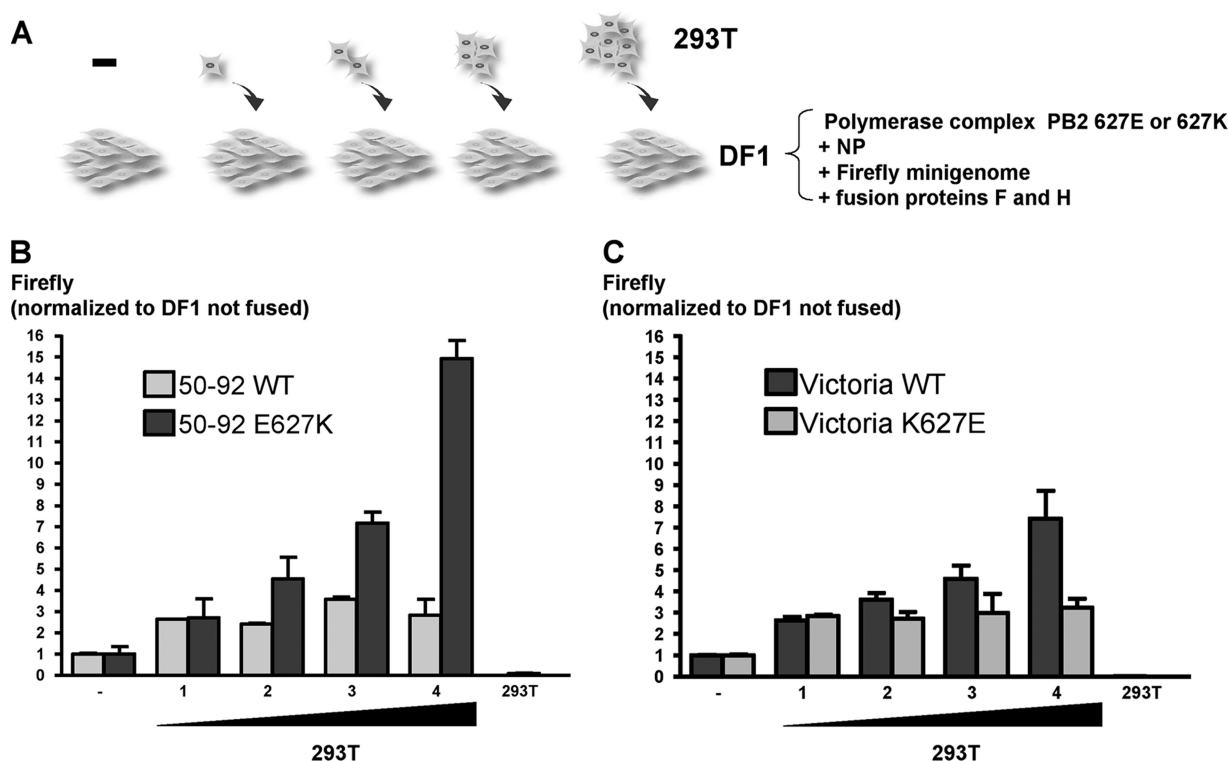 A
293T
DF1
Polymerase complex PB2 627E or 627K
+ NP
+ Firefly minigenome
+ fusion proteins F and H
B
Firefly
(normalized to DF1 not fused)
16
15
14
13
12
11
10
9
8
7
6
5
4
3
2
1
0
50-92 WT
50-92 E627K
- 1 2 3 4 293T
293T
C
Firefly
(normalized to DF1 not fused)
16
15
14
13
12
11
10
9
8
7
6
5
4
3
2
1
0
Victoria WT
Victoria K627E
- 1 2 3 4 293T
293T